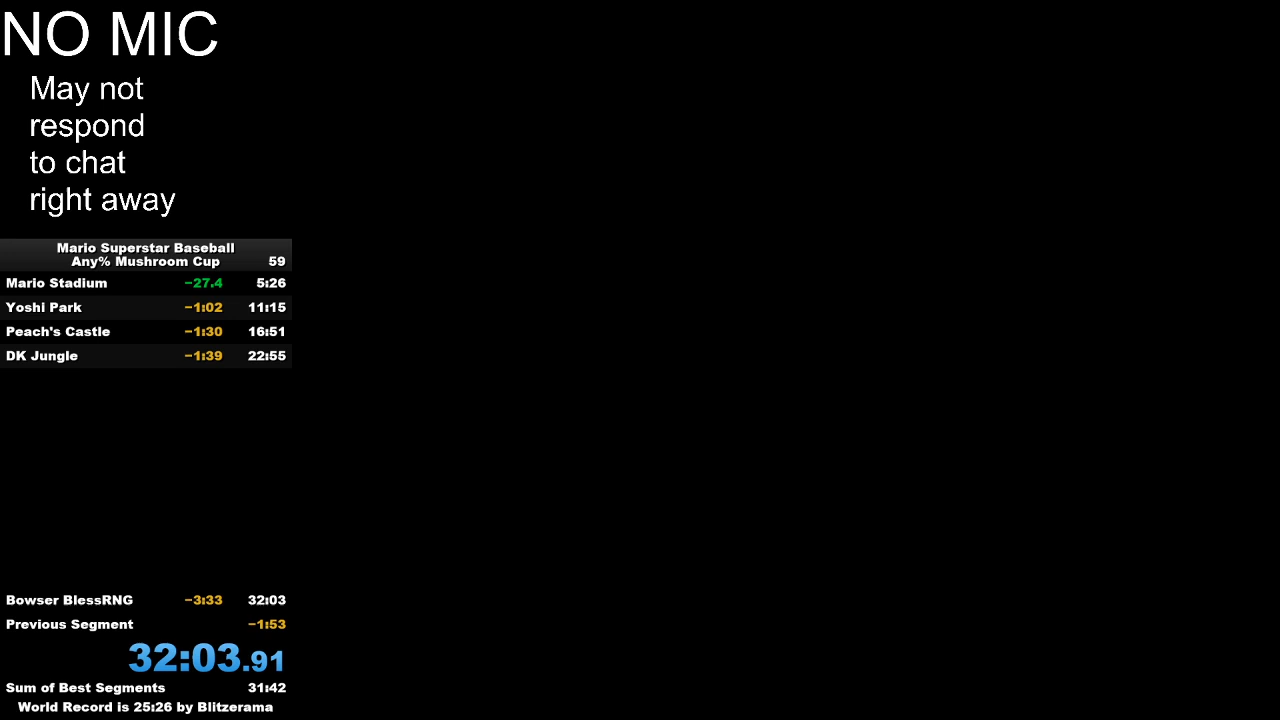 NO MIC
May not
respond
to chat
right away
Mario Superstar Baseball
Any% Mushroom Cup 59
Mario Stadium −27.4 5:26
Yoshi Park −1:02 11:15
Peach's Castle −1:30 16:51
DK Jungle −1:39 22:55
Bowser BlessRNG −3:33 32:03
Previous Segment −1:53
32:03.91
Sum of Best Segments 31:42
World Record is 25:26 by Blitzerama